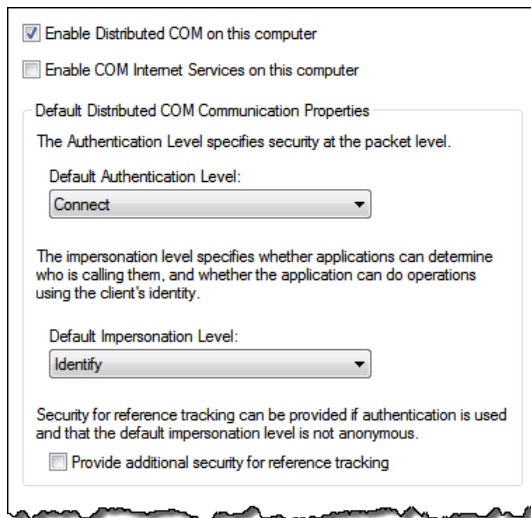 Enable Distributed COM on this computer
Enable COM Internet Services on this computer
Default Distributed COM Communication Properties
The Authentication Level specifies security at the packet level.
Default Authentication Level:
Connect
The impersonation level specifies whether applications can determine
who is calling them, and whether the application can do operations
using the client's identity.
Default Impersonation Level:
Identify
Security for reference tracking can be provided if authentication is used
and that the default impersonation level is not anonymous.
Provide additional security for reference tracking